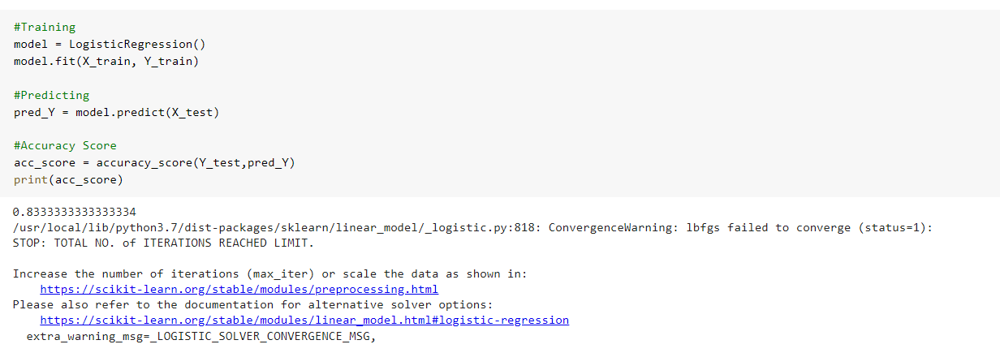 #Training
model = LogisticRegression()
model.fit(X_train, Y_train)
#Predicting
pred_Y = model.predict(X_test)
#Accuracy Score
acc_score = accuracy_score(Y_test,pred_Y)
print(acc_score)
0.8333333333333334
/usr/local/lib/python3.7/dist-packages/sklearn/linear_model/_logistic.py:818: ConvergenceWarning: lbfgs failed to converge (status=1):
STOP: TOTAL NO. of ITERATIONS REACHED LIMIT.
Increase the number of iterations (max_iter) or scale the data as shown in:
https://scikit-learn.org/stable/modules/preprocessing.html
Please also refer to the documentation for alternative solver options:
https://scikit-learn.org/stable/modules/linear_model.html#logistic-regression
extra_warning_msg=_LOGISTIC_SOLVER_CONVERGENCE_MSG,